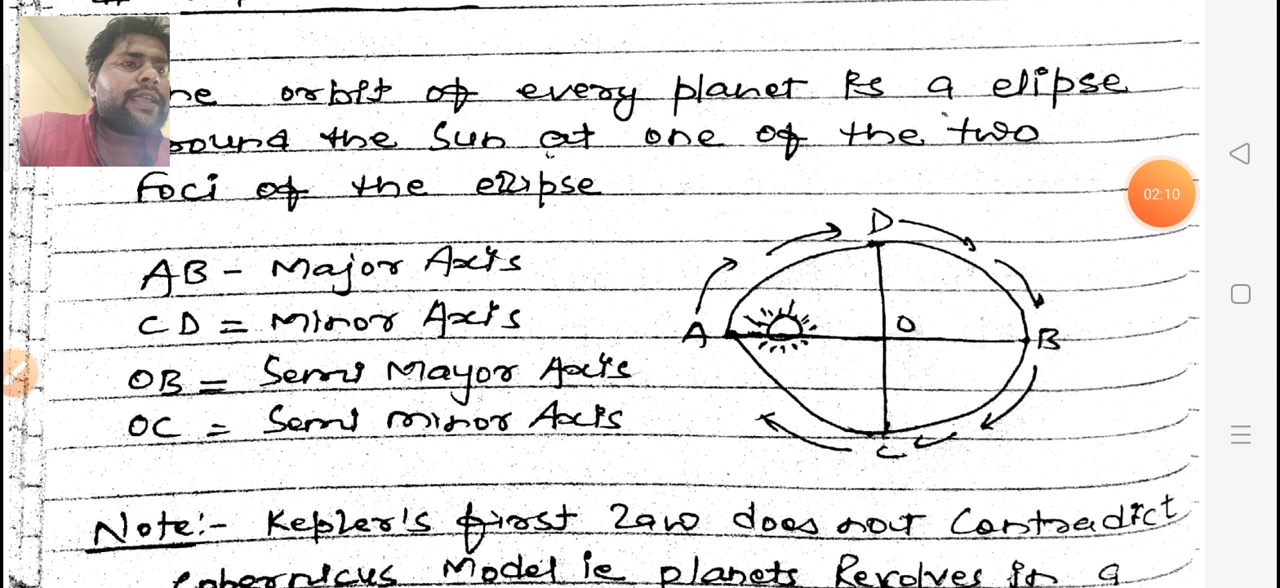 ne orbit of every planet is a elipse
ound the Sun at one of the two
foci of the ellipse
AB - Major Axis
CD = Minor Axis
OB = Semi Mayor Axis
OC = Semi minor Axis
D
A
O
B
C
02:10
Note:- Kepler's first law does not Contradict
Model ie planets Revolves in a